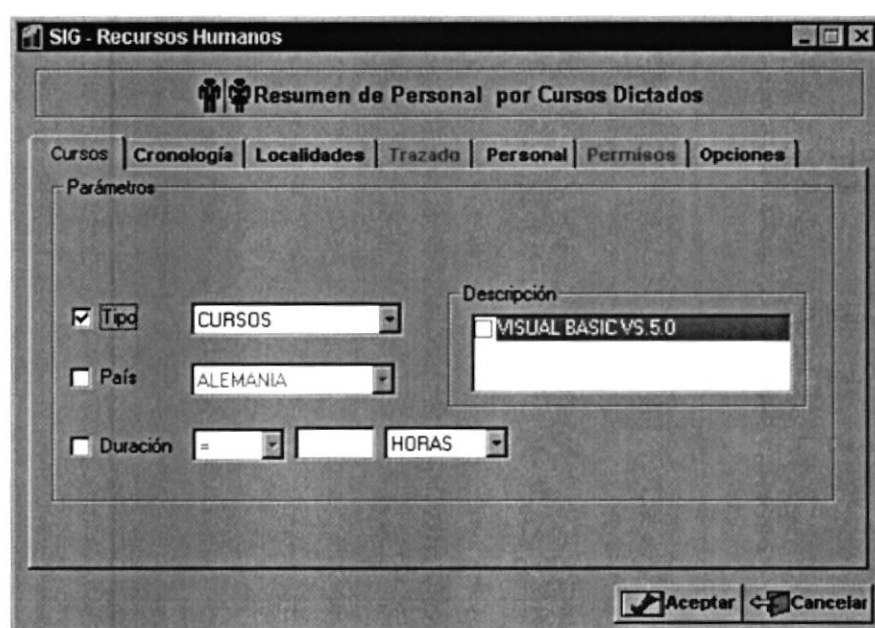 SIG - Recursos Humanos
Resumen de Personal por Cursos Dictados
Cursos Cronología Localidades Trazado Personal Permisos Opciones
Parámetros
Descripción
Tipo CURSOS VISUAL BASIC VS.5.0
País ALEMANIA
Duración = HORAS
Aceptar Cancelar